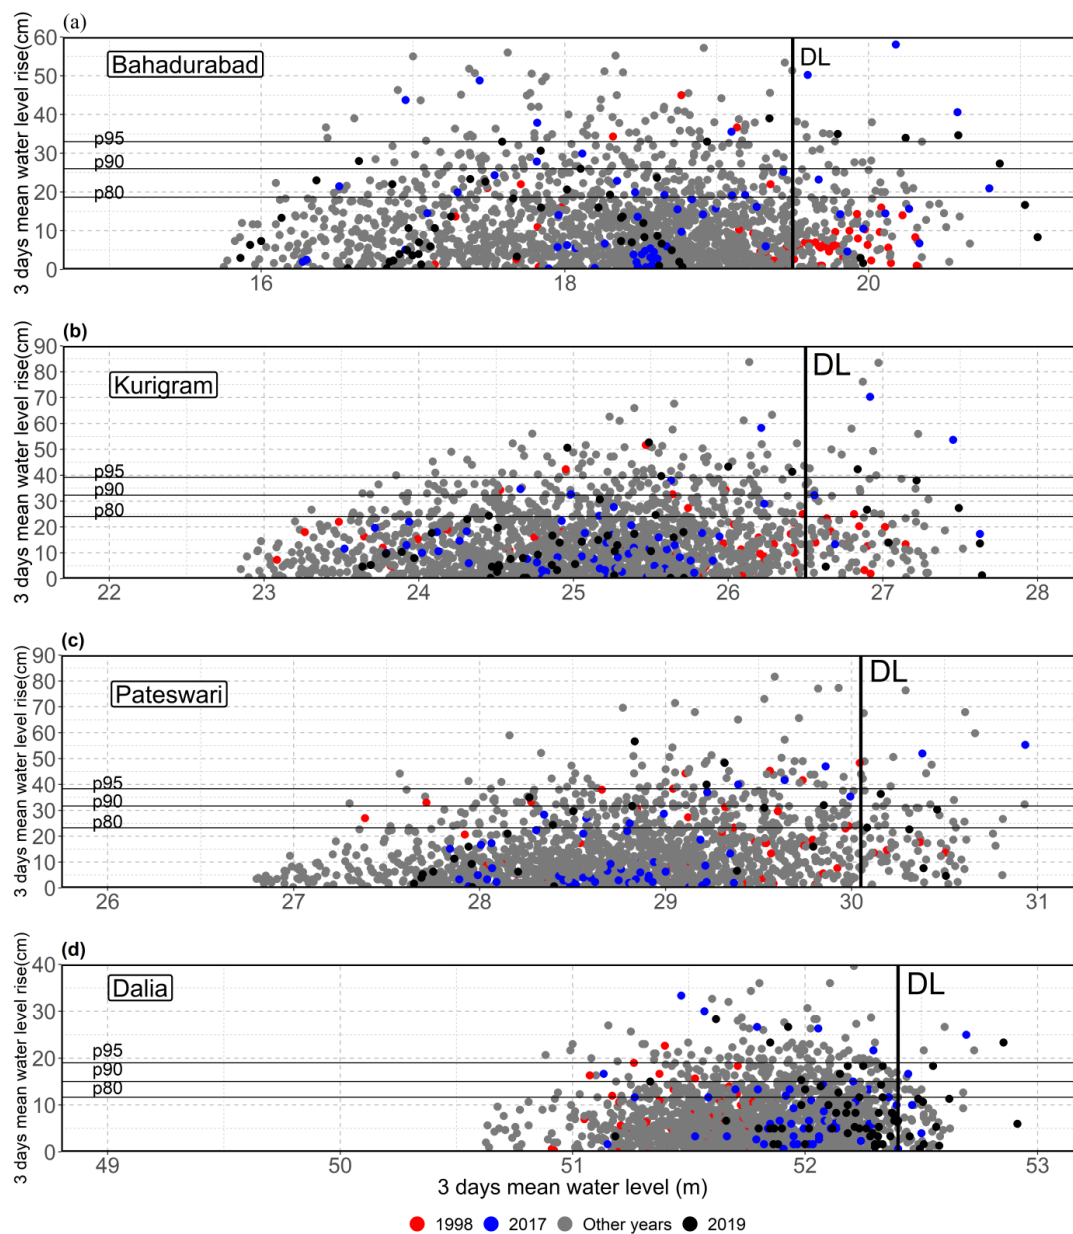 (a)
3 days mean water level rise(cm)
60
50
40
30
20
10
0
Bahadurabad
DL
p95
p90
p80
16
18
20
(b)
3 days mean water level rise(cm)
90
80
70
60
50
40
30
20
10
0
Kurigram
DL
p95
p90
p80
22
23
24
25
26
27
28
(c)
3 days mean water level rise(cm)
90
80
70
60
50
40
30
20
10
0
Pateswari
DL
p95
p90
p80
26
27
28
29
30
31
(d)
3 days mean water level rise(cm)
40
30
20
10
0
Dalia
DL
p95
p90
p80
49
50
51
52
53
3 days mean water level (m)
1998 2017 Other years 2019